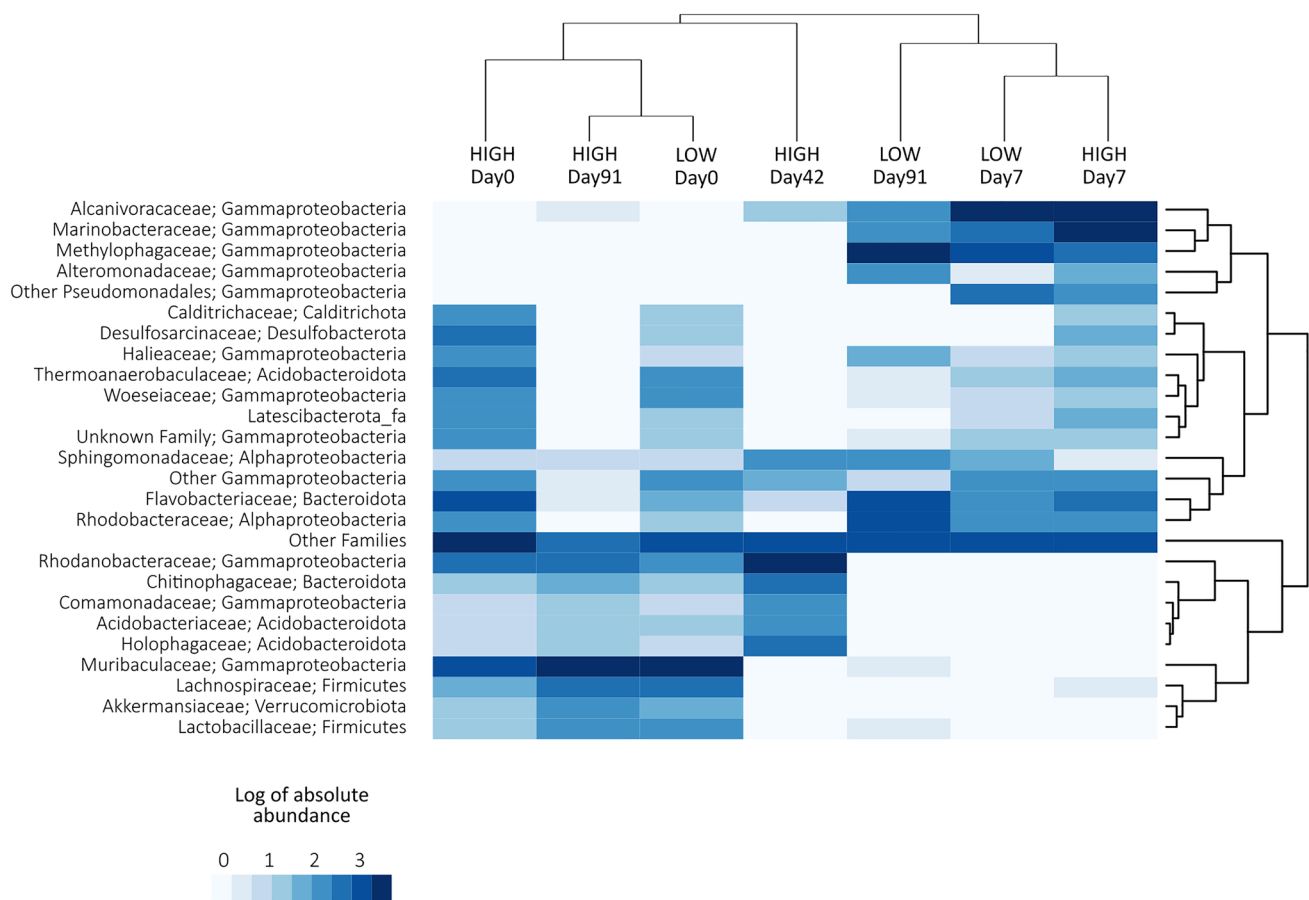 HIGH Day0
HIGH Day91
LOW Day0
HIGH Day42
LOW Day91
LOW Day7
HIGH Day7
Alcanivoracaceae; Gammaproteobacteria
Marinobacteraceae; Gammaproteobacteria
Methylophagaceae; Gammaproteobacteria
Alteromonadaceae; Gammaproteobacteria
Other Pseudomonadales; Gammaproteobacteria
Calditrichaceae; Calditrichota
Desulfosarcinaceae; Desulfobacterota
Halieaceae; Gammaproteobacteria
Thermoanaerobaculaceae; Acidobacteroidota
Woeseiaceae; Gammaproteobacteria
Latescibacterota_fa
Unknown Family; Gammaproteobacteria
Sphingomonadaceae; Alphaproteobacteria
Other Gammaproteobacteria
Flavobacteriaceae; Bacteroidota
Rhodobacteraceae; Alphaproteobacteria
Other Families
Rhodanobacteraceae; Gammaproteobacteria
Chitinophagaceae; Bacteroidota
Comamonadaceae; Gammaproteobacteria
Acidobacteriaceae; Acidobacteroidota
Holophagaceae; Acidobacteroidota
Muribaculaceae; Gammaproteobacteria
Lachnospiraceae; Firmicutes
Akkermansiaceae; Verrucomicrobiota
Lactobacillaceae; Firmicutes
Log of absolute
abundance
0 1 2 3